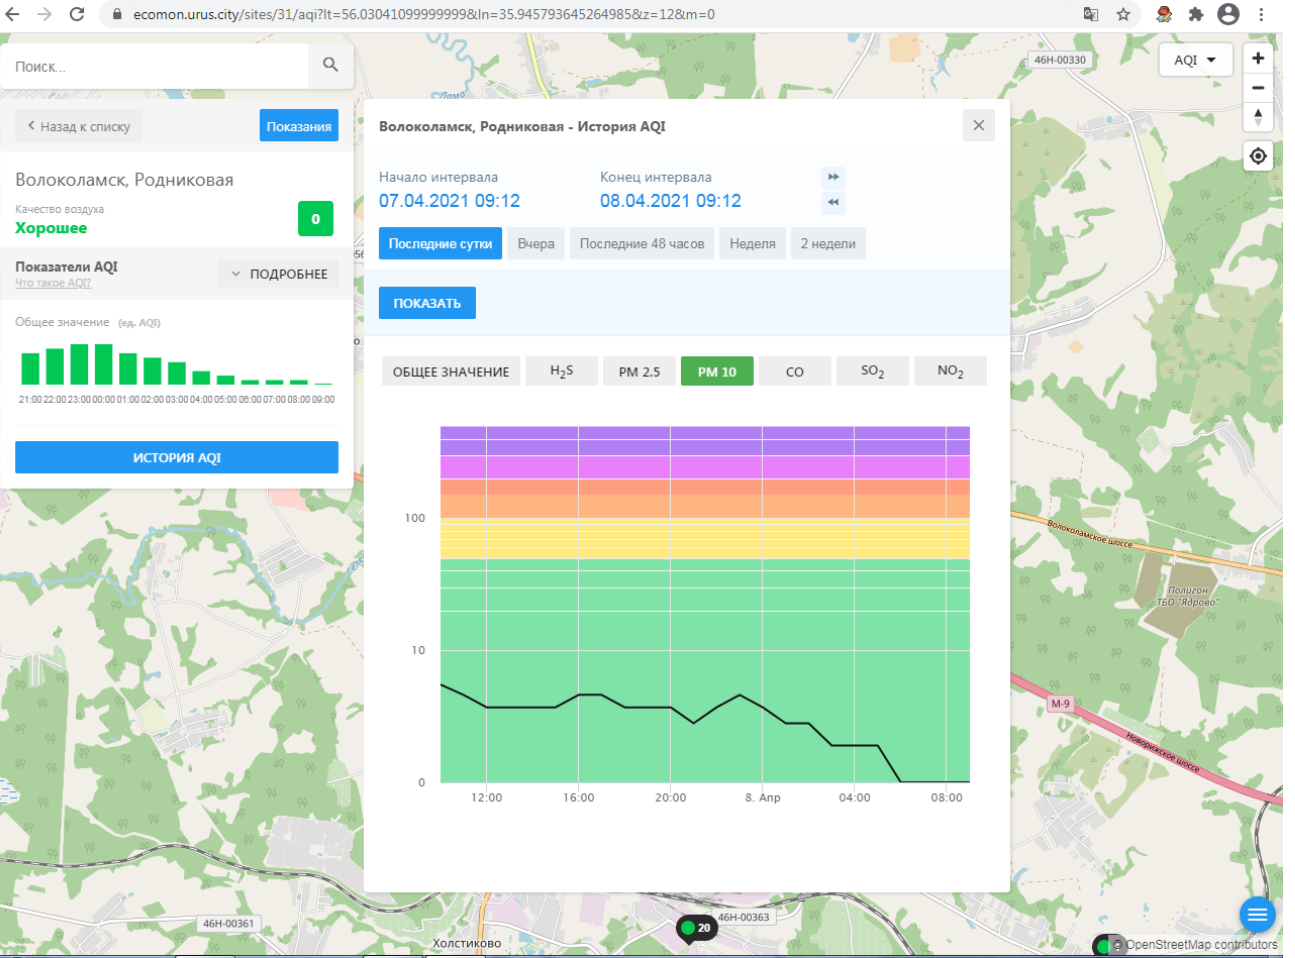 ecomon.urus.city/sites/31/aqi?lt=56.03041099999999&ln=35.945793645264985&z=12&m=0
Поиск...
46Н-00330
AQI
Лама
Назад к списку
Показания
Волоколамск, Родниковая
Качество воздуха
Хорошее
0
Показатели AQI
Что такое AQI?
ПОДРОБНЕЕ
Общее значение (ед. AQI)
21:00 22:00 23:00 00:00 01:00 02:00 03:00 04:00 05:00 06:00 07:00 08:00 09:00
ИСТОРИЯ AQI
Волоколамск, Родниковая - История AQI
Начало интервала
Конец интервала
07.04.2021 09:12
08.04.2021 09:12
Последние сутки
Вчера
Последние 48 часов
Неделя
2 недели
ПОКАЗАТЬ
ОБЩЕЕ ЗНАЧЕНИЕ
H2S
PM 2.5
PM 10
CO
SO2
NO2
100
10
0
12:00
16:00
20:00
8. Апр
04:00
08:00
Волоколамское шоссе
Полигон
ТБО "Ядрово"
М-9
Новорижское шоссе
46Н-00361
46Н-00363
20
Холстиково
© OpenStreetMap contributors